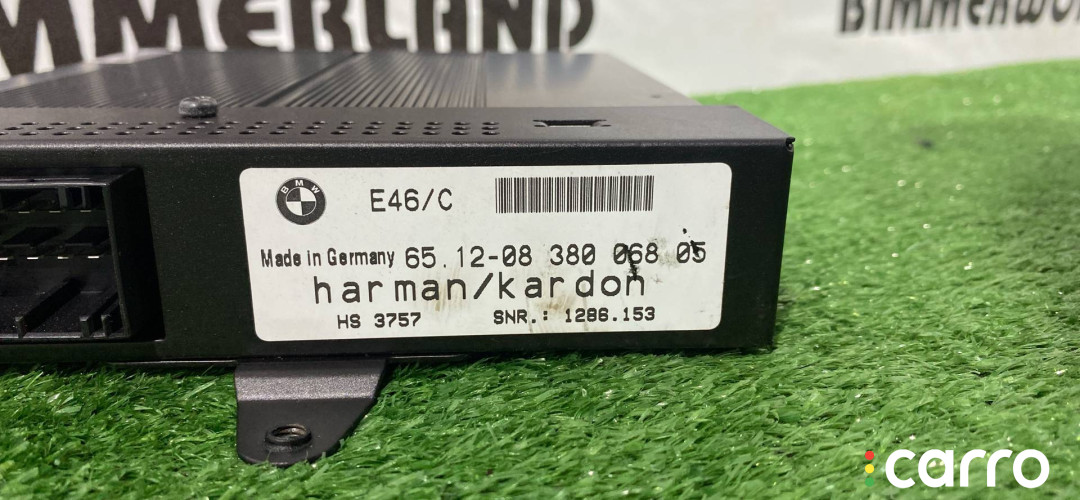 MMERLAND
BIMMERWO
BMW
E46/C
Made in Germany 65.12-08 380 068 05
harman/kardon
HS 3757 SNR.: 1286.153
carro